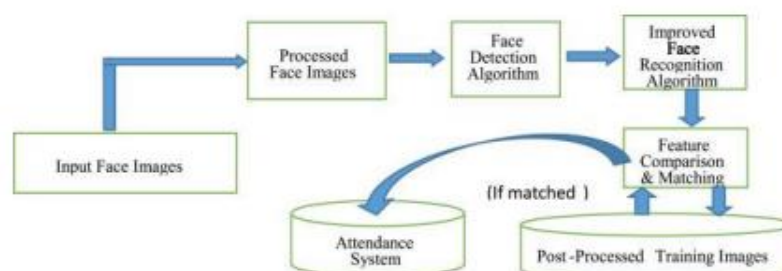 Input Face Images
Processed
Face Images
Face
Detection
Algorithm
Improved
Face
Recognition
Algorithm
Feature
Comparison
& Matching
(If matched )
Attendance
System
Post -Processed Training Images